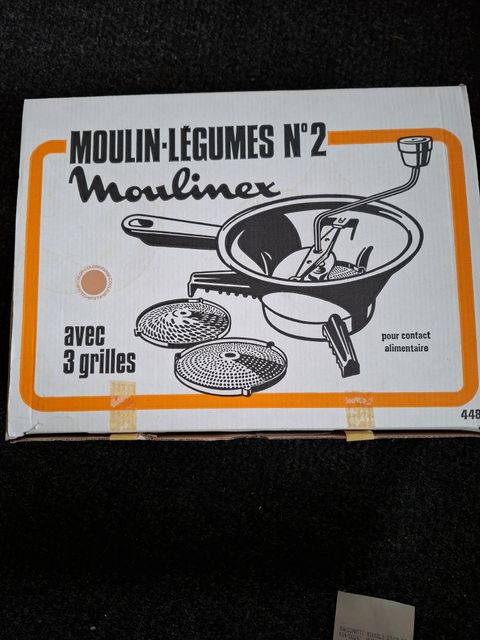 MOULIN-LÉGUMES N° 2
Moulinex
avec
3 grilles
pour contact
alimentaire
448